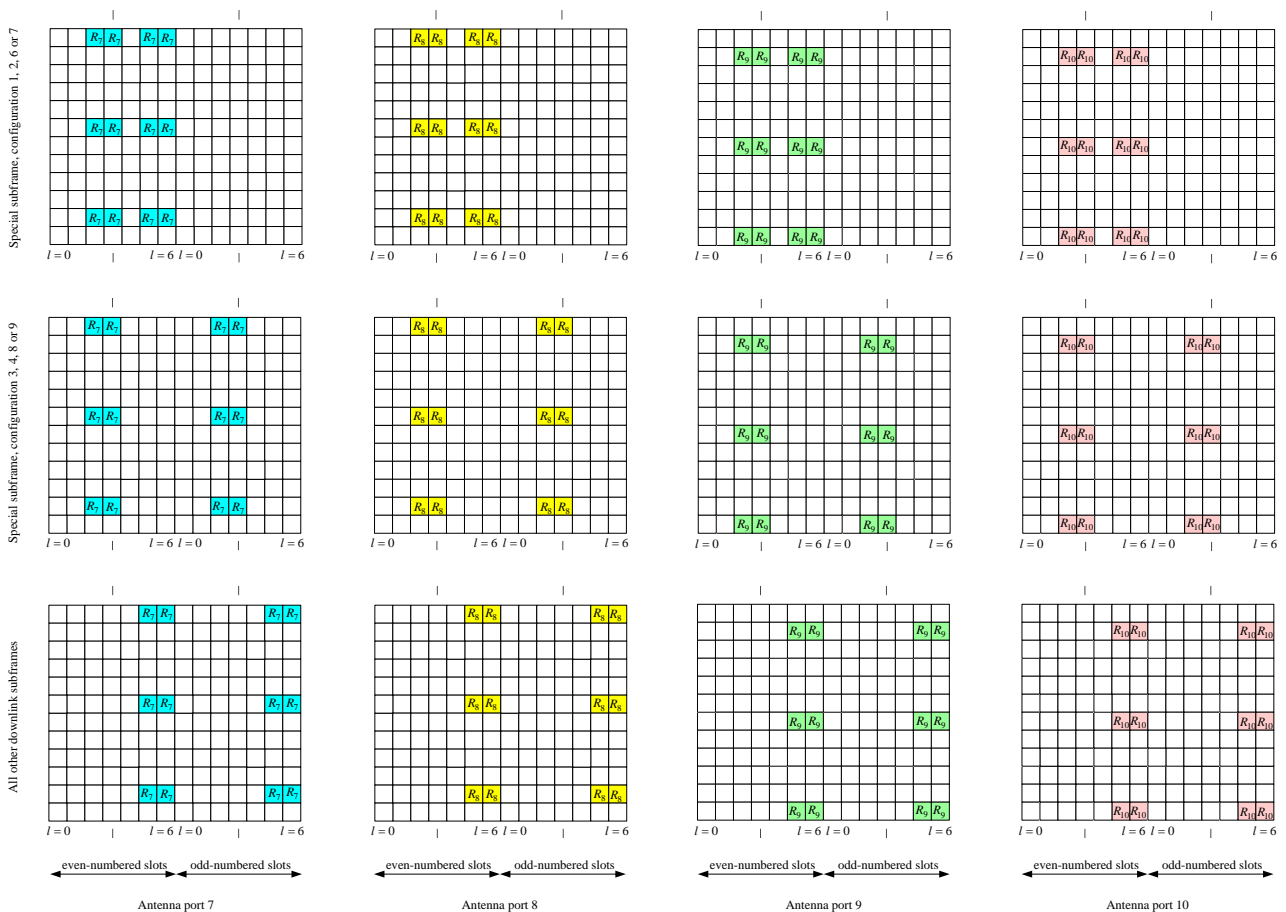 Special subframe, configuration 1, 2, 6 or 7
R7 R7 R7 R7 R8 R8 R8 R8
R9 R9 R9 R9 R10 R10 R10 R10
R7 R7 R7 R7 R8 R8 R8 R8
R9 R9 R9 R9 R10 R10 R10 R10
R7 R7 R7 R7 R8 R8 R8 R8
R9 R9 R9 R9 R10 R10 R10 R10
l = 0 l = 6 l = 0 l = 6 l = 0 l = 6 l = 0 l = 6 l = 0 l = 6 l = 0 l = 6 l = 0 l = 6 l = 0 l = 6
Special subframe, configuration 3, 4, 8 or 9
R7 R7 R7 R7 R8 R8 R8 R8
R9 R9 R9 R9 R10 R10 R10 R10
R7 R7 R7 R7 R8 R8 R8 R8
R9 R9 R9 R9 R10 R10 R10 R10
R7 R7 R7 R7 R8 R8 R8 R8
R9 R9 R9 R9 R10 R10 R10 R10
l = 0 l = 6 l = 0 l = 6 l = 0 l = 6 l = 0 l = 6 l = 0 l = 6 l = 0 l = 6 l = 0 l = 6 l = 0 l = 6
All other downlink subframes
R7 R7 R7 R7 R8 R8 R8 R8
R9 R9 R9 R9 R10 R10 R10 R10
R7 R7 R7 R7 R8 R8 R8 R8
R9 R9 R9 R9 R10 R10 R10 R10
R7 R7 R7 R7 R8 R8 R8 R8
R9 R9 R9 R9 R10 R10 R10 R10
l = 0 l = 6 l = 0 l = 6 l = 0 l = 6 l = 0 l = 6 l = 0 l = 6 l = 0 l = 6 l = 0 l = 6 l = 0 l = 6
even-numbered slots odd-numbered slots even-numbered slots odd-numbered slots even-numbered slots odd-numbered slots even-numbered slots odd-numbered slots
Antenna port 7 Antenna port 8 Antenna port 9 Antenna port 10